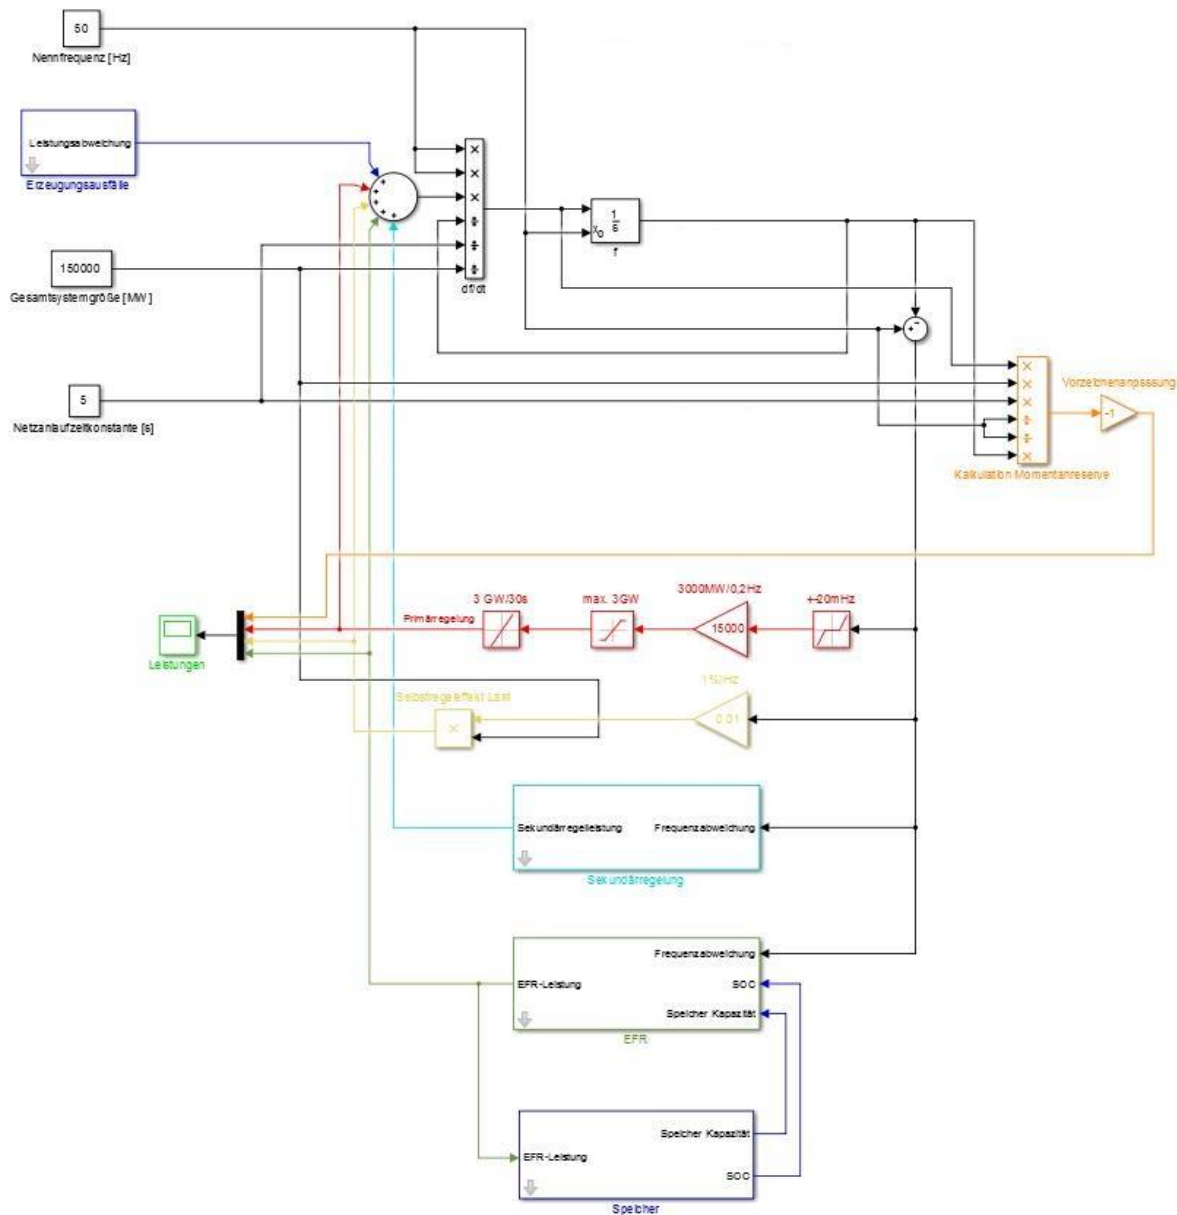 50
Nennfrequenz [Hz]
Leistungsabweichung
Erzeugungsausfälle
+
+
+
+
+
×
×
×
÷
÷
÷
df/dt
1
s
x0
f
150000
Gesamtsystemgröße [MW]
+
-
5
Netzanlaufzeitkonstante [s]
×
×
×
÷
÷
×
Vorzeichenanpassung
-1
Kalkulation Momentanreserve
3 GW/30s
max. 3GW
3000MW/0,2Hz
+-20mHz
Primärregelung
15000
Leistungen
Selbstregeleffekt Last
1%/Hz
×
0.01
Sekundärregelleistung
Frequenzabweichung
Sekundärregelung
Frequenzabweichung
EFR-Leistung
SOC
Speicher Kapazität
EFR
Speicher Kapazität
EFR-Leistung
SOC
Speicher